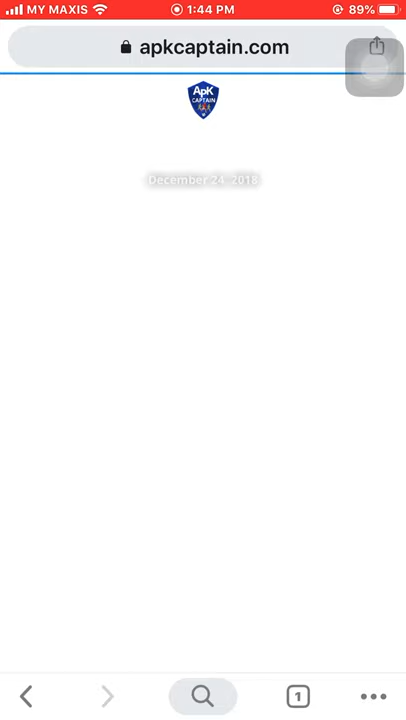 MY MAXIS 1:44 PM 89%
apkcaptain.com
ApK
CAPTAIN
December 24, 2018
1